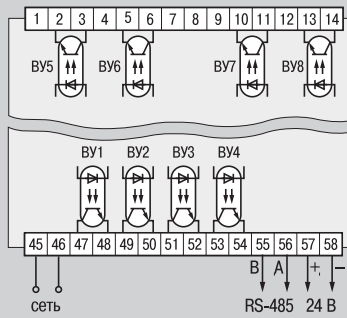 1 2 3 4 5 6 7 8 9 10 11 12 13 14
ВУ5 ВУ6 ВУ7 ВУ8
ВУ1 ВУ2 ВУ3 ВУ4
45 46 47 48 49 50 51 52 53 54 55 56 57 58
B A + −
сеть RS-485 24 В